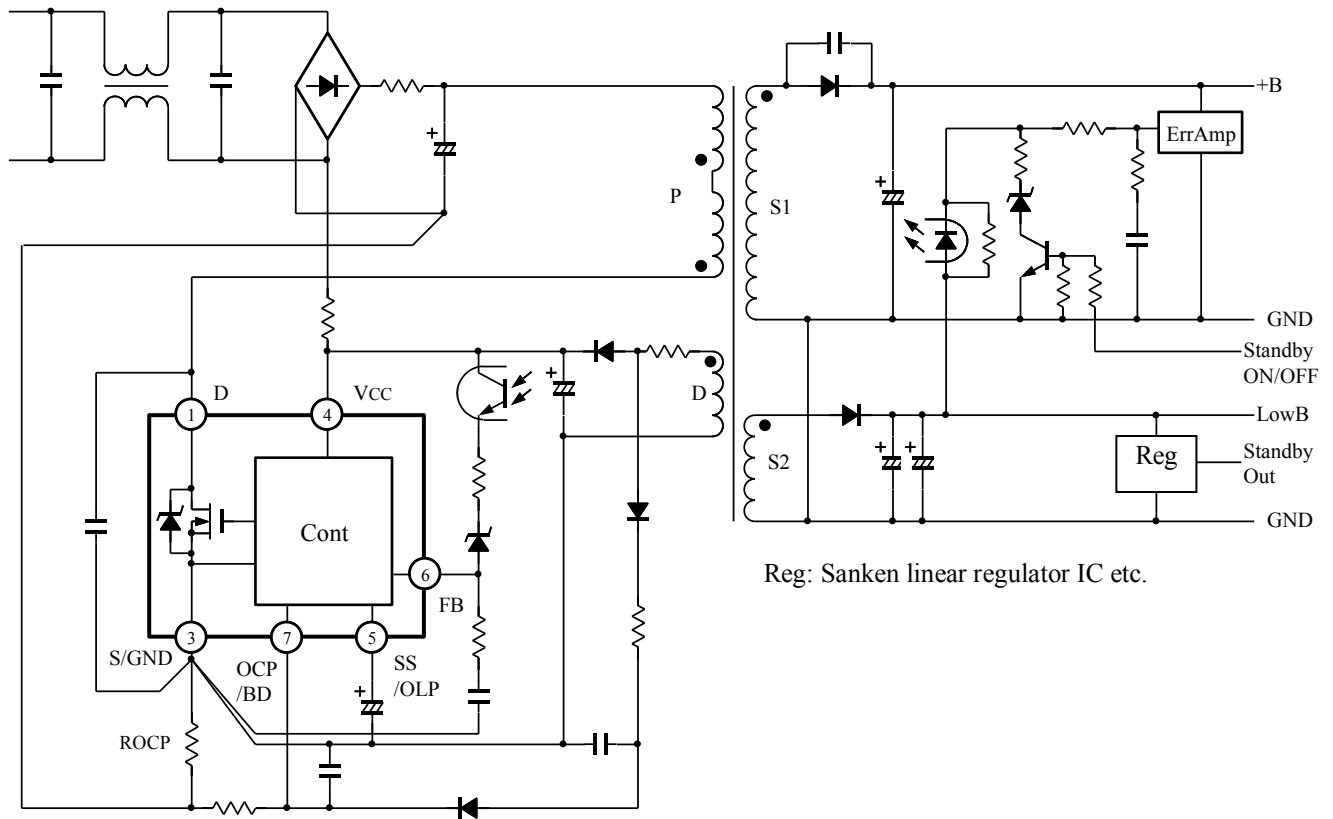 +B
ErrAmp
P
S1
GND
Standby
ON/OFF
D
D
VCC
1
4
LowB
S2
Reg
Standby
Out
Cont
GND
6
FB
Reg: Sanken linear regulator IC etc.
3
7
5
S/GND
OCP
/BD
SS
/OLP
ROCP
+
+
+
+
+
+